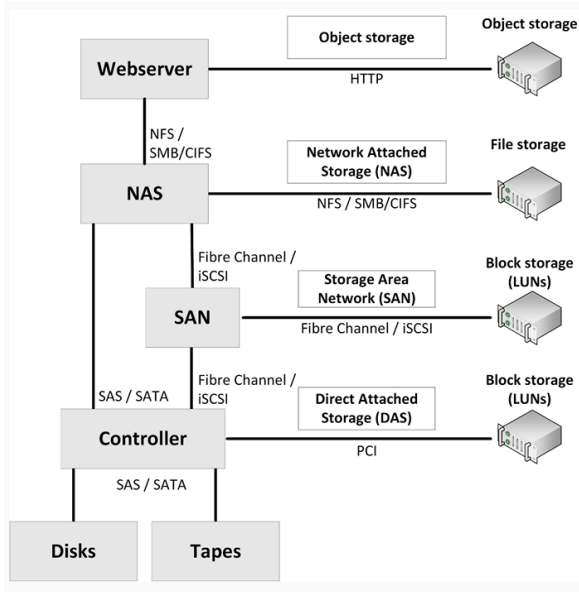 Object storage
Object storage
Webserver
HTTP
NFS /
SMB/CIFS
File storage
Network Attached
Storage (NAS)
NAS
NFS / SMB/CIFS
Fibre Channel /
iSCSI
Block storage
(LUNs)
Storage Area
Network (SAN)
SAN
Fibre Channel / iSCSI
Fibre Channel /
iSCSI
Block storage
(LUNs)
SAS / SATA
Direct Attached
Storage (DAS)
Controller
PCI
SAS / SATA
Disks
Tapes